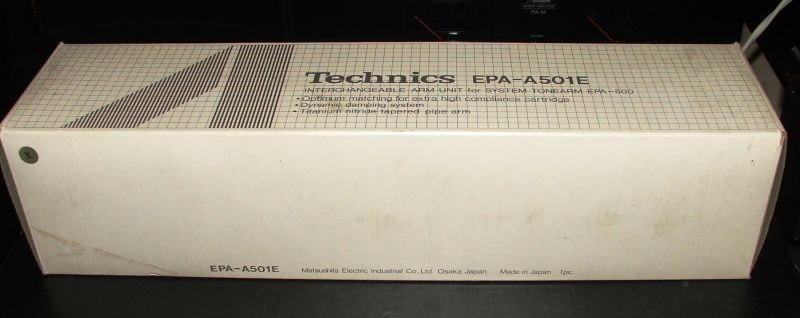 Technics EPA-A501E
INTERCHANGEABLE ARM UNIT for SYSTEM TONEARM EPA-500
•Optimum matching for extra high compliance cartridge
•Dynamic damping system
•Titanium nitride tapered pipe arm
X
EPA-A501E Matsushita Electric Industrial Co., Ltd. Osaka Japan Made in Japan 1pc.